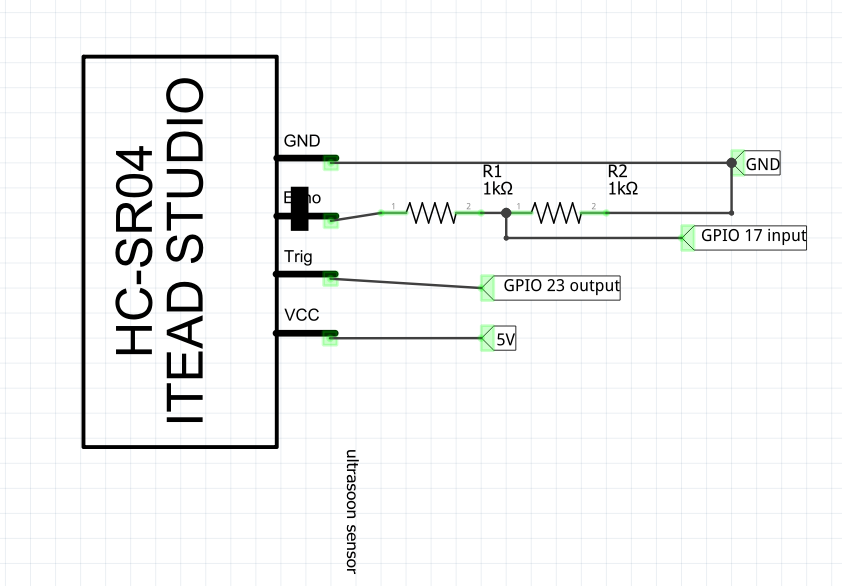 HC-SR04
ITEAD STUDIO
GND
Trig
VCC
R1
1kΩ
R2
1kΩ
1
2
1
2
GND
GPIO 17 input
GPIO 23 output
5V
ultrasoon sensor